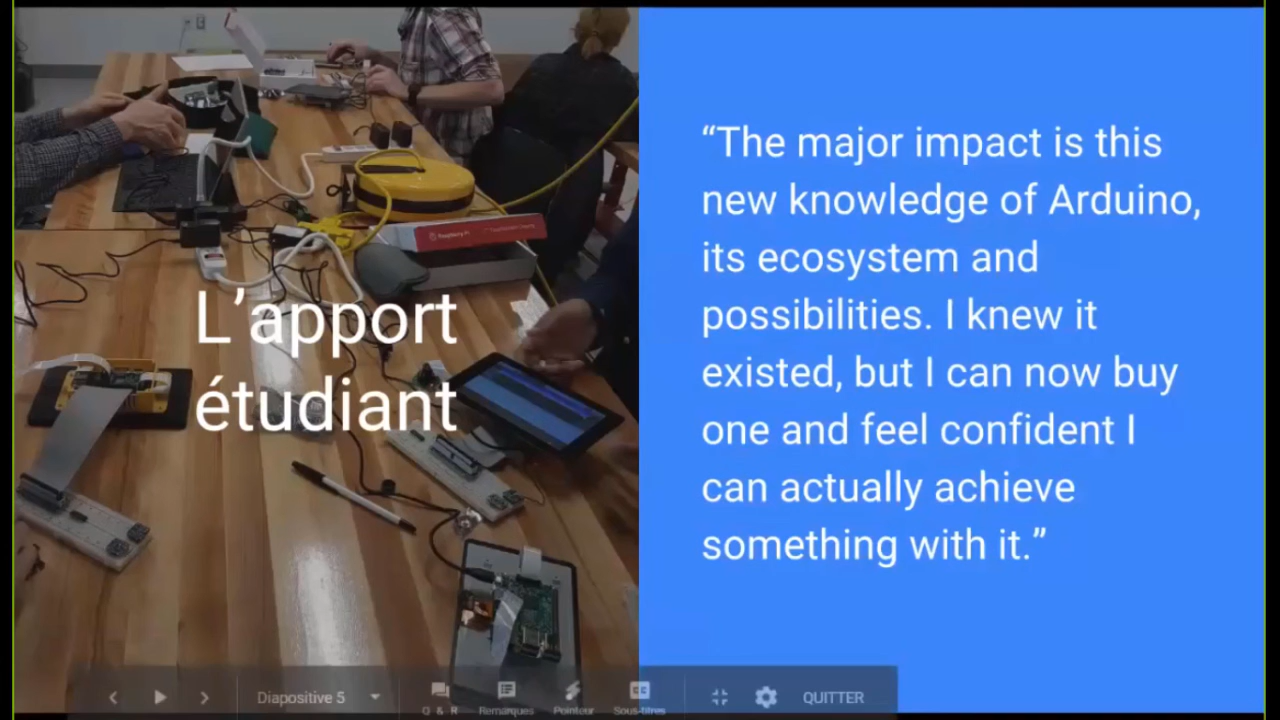 L’apport
étudiant
“The major impact is this
new knowledge of Arduino,
its ecosystem and
possibilities. I knew it
existed, but I can now buy
one and feel confident I
can actually achieve
something with it.”
Raspberry Pi
Diapositive 5
Q & R
Remarques
Pointeur
Sous-titres
QUITTER